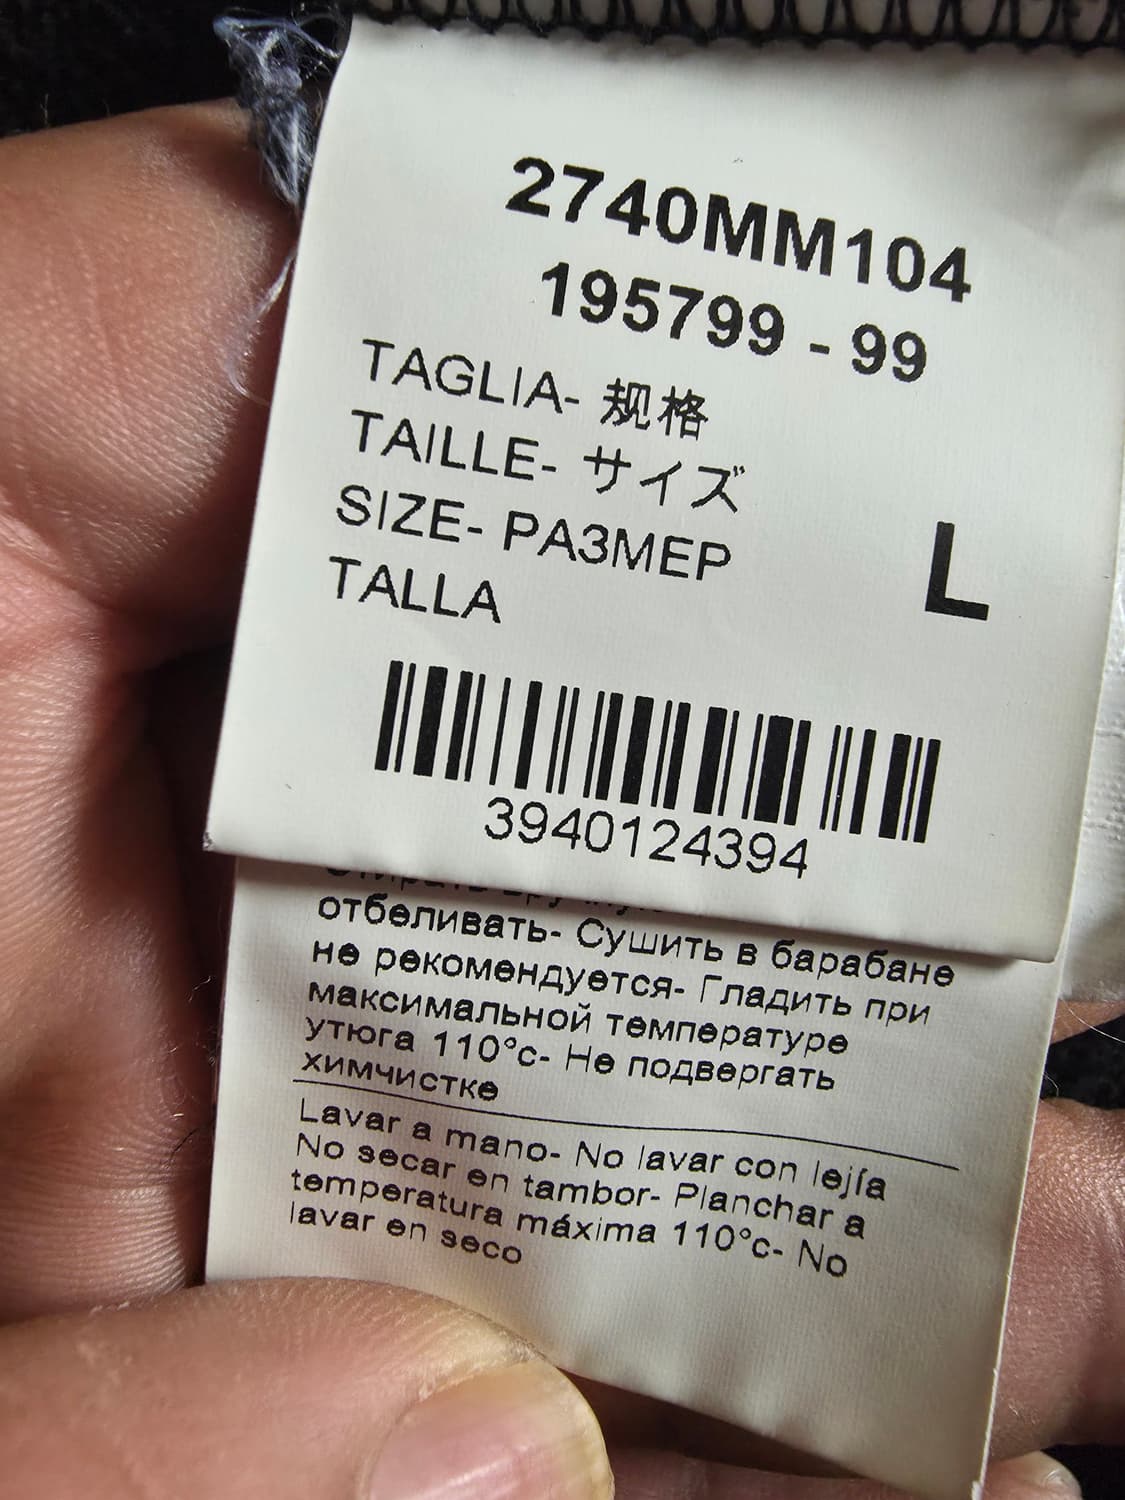 2740MM104
195799 - 99
TAGLIA- 规格
TAILLE- サイズ
SIZE- РАЗМЕР
TALLA
L
3940124394
отбеливать- Сушить в барабане
не рекомендуется- Гладить при
максимальной температуре
утюга 110°c- Не подвергать
химчистке
Lavar a mano- No lavar con lejía
No secar en tambor- Planchar a
temperatura máxima 110°c- No
lavar en seco